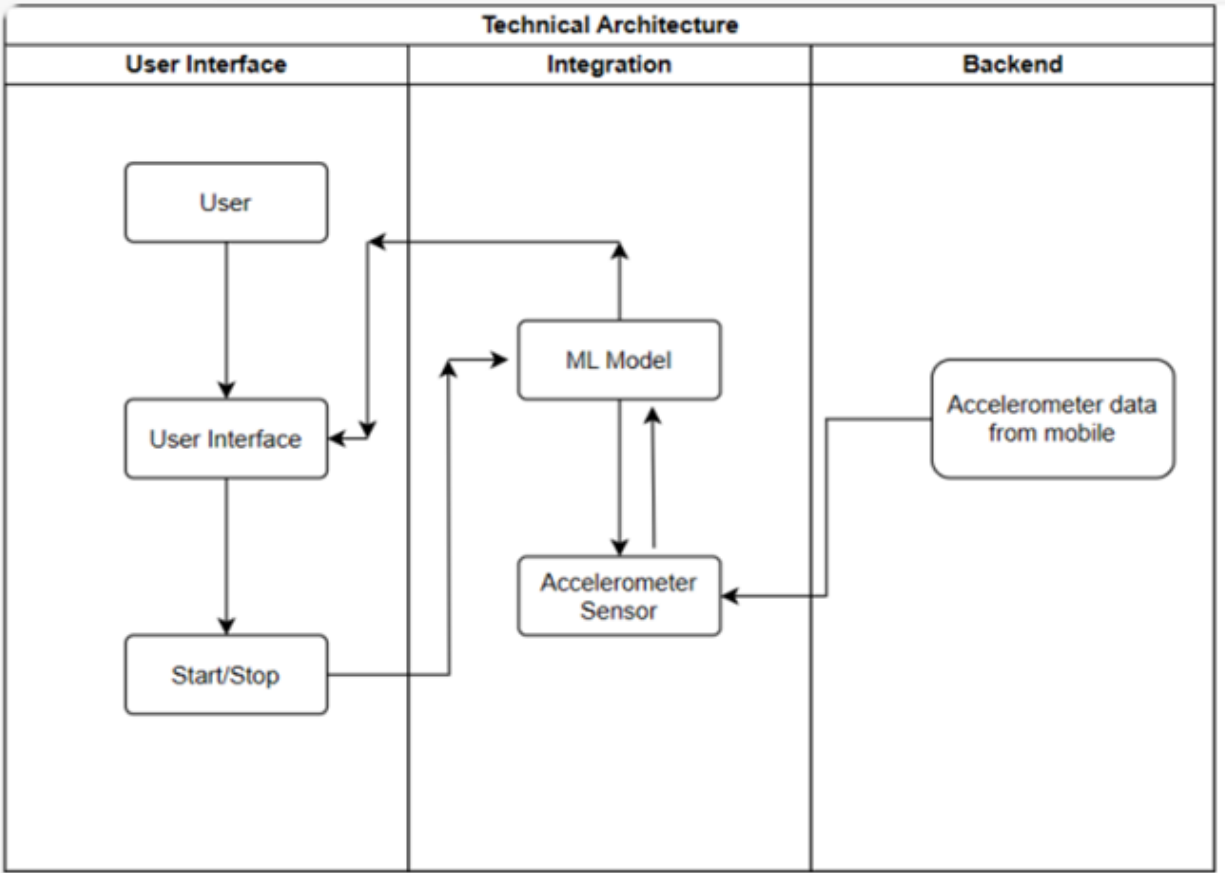 Technical Architecture
User Interface
Integration
Backend
User
ML Model
Accelerometer data
from mobile
User Interface
Accelerometer
Sensor
Start/Stop